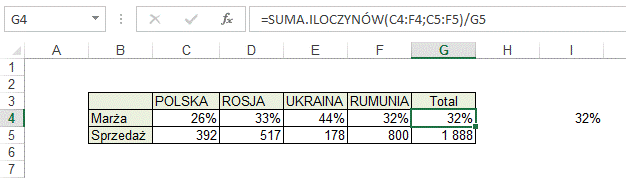 G4 =SUMA.ILOCZYNÓW(C4:F4;C5:F5)/G5
A B C D E F G H I
1
2
3 POLSKA ROSJA UKRAINA RUMUNIA Total
4 Marża 26% 33% 44% 32% 32% 32%
5 Sprzedaż 392 517 178 800 1 888
6
7